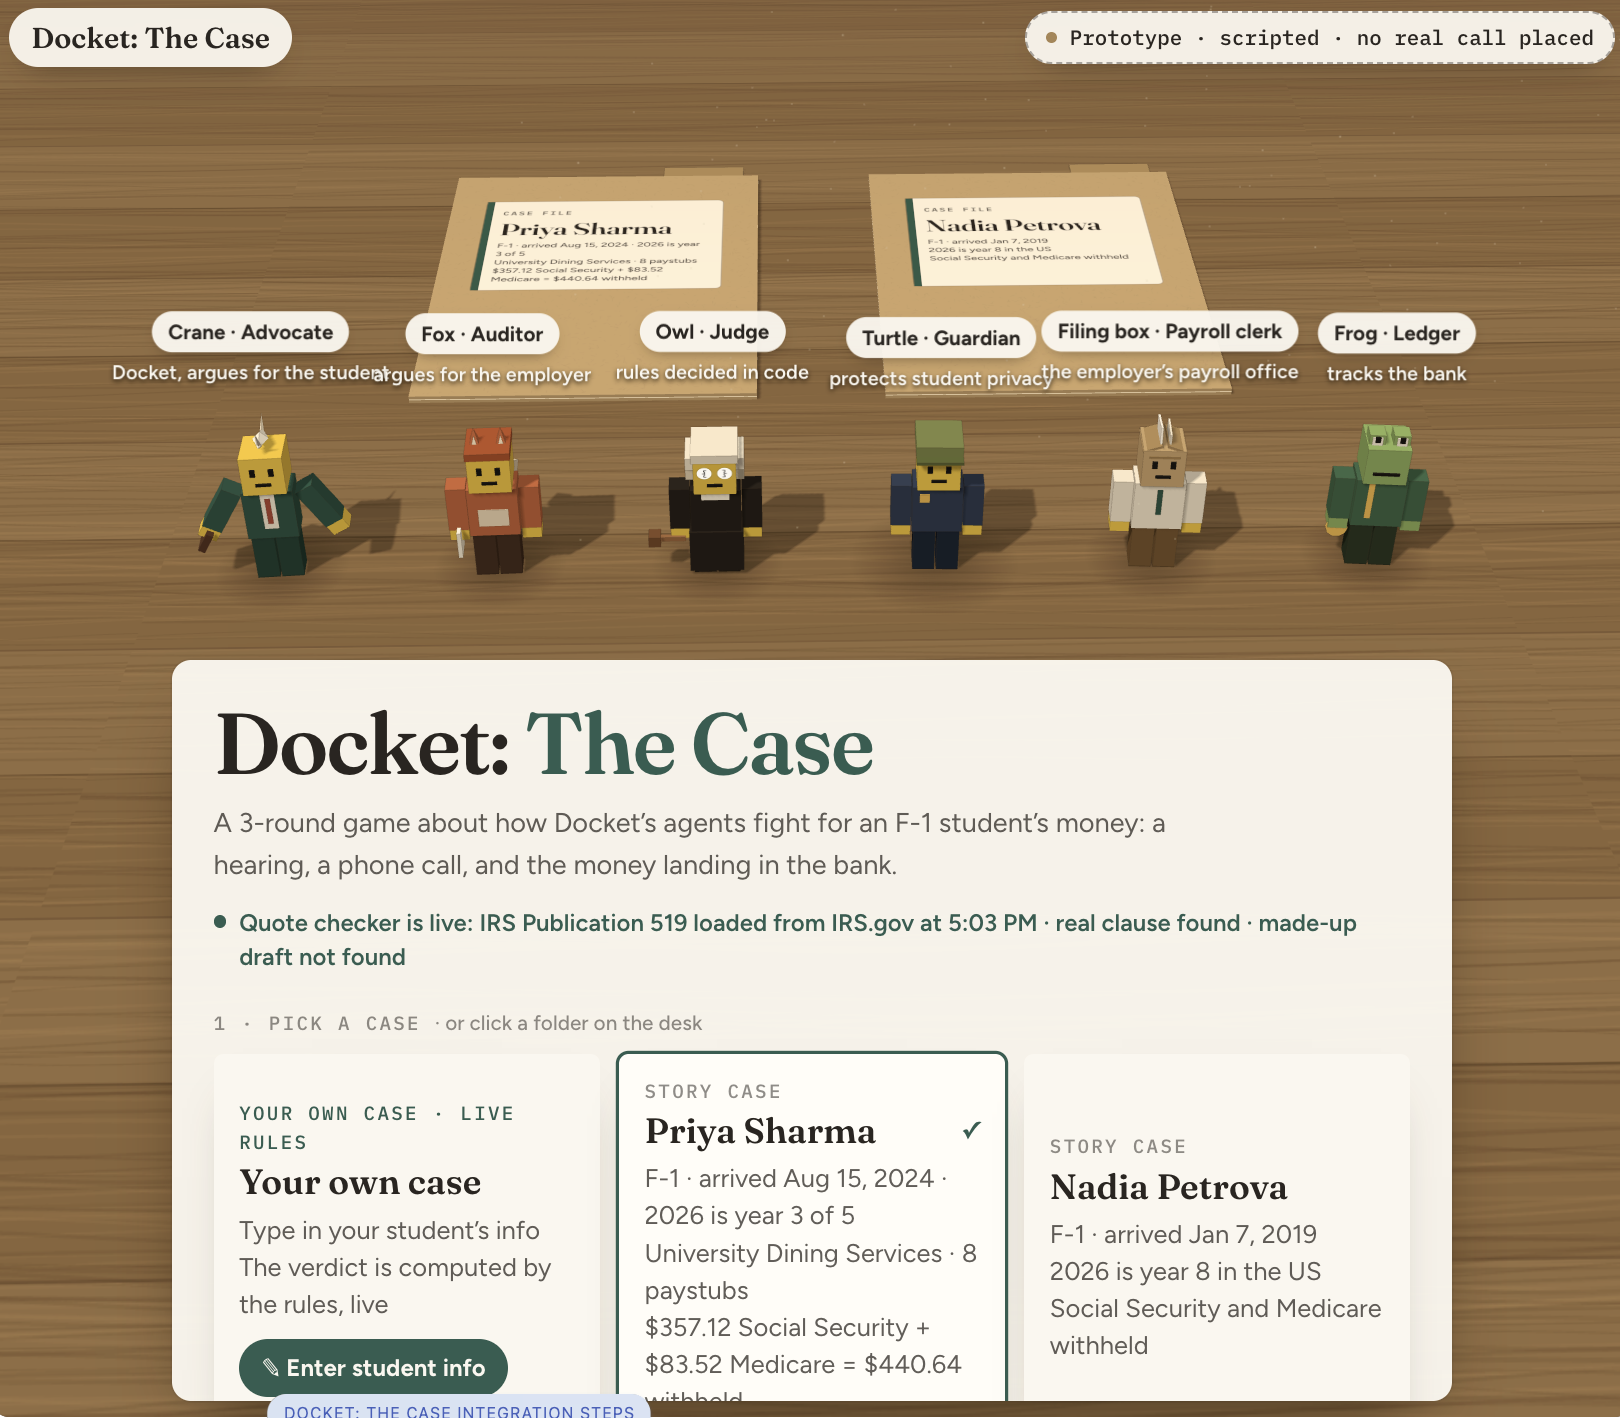 Docket: The Case
Prototype · scripted · no real call placed
CASE FILE
Priya Sharma
F-1 · arrived Aug 15, 2024 · 2026 is year
3 of 5
University Dining Services · 8 paystubs
$357.12 Social Security + $83.52
Medicare = $440.64 withheld
CASE FILE
Nadia Petrova
F-1 · arrived Jan 7, 2019
2026 is year 8 in the US
Social Security and Medicare withheld
Crane · Advocate
Docket, argues for the student
Fox · Auditor
argues for the employer
Owl · Judge
rules decided in code
Turtle · Guardian
protects student privacy
Filing box · Payroll clerk
the employer’s payroll office
Frog · Ledger
tracks the bank
Docket: The Case
A 3-round game about how Docket’s agents fight for an F-1 student’s money: a
hearing, a phone call, and the money landing in the bank.
Quote checker is live: IRS Publication 519 loaded from IRS.gov at 5:03 PM · real clause found · made-up
draft not found
1 · PICK A CASE · or click a folder on the desk
YOUR OWN CASE · LIVE
RULES
Your own case
Type in your student’s info
The verdict is computed by
the rules, live
✎ Enter student info
STORY CASE
Priya Sharma ✓
F-1 · arrived Aug 15, 2024 ·
2026 is year 3 of 5
University Dining Services · 8
paystubs
$357.12 Social Security +
$83.52 Medicare = $440.64
withheld
STORY CASE
Nadia Petrova
F-1 · arrived Jan 7, 2019
2026 is year 8 in the US
Social Security and Medicare
withheld
DOCKET: THE CASE INTEGRATION STEPS